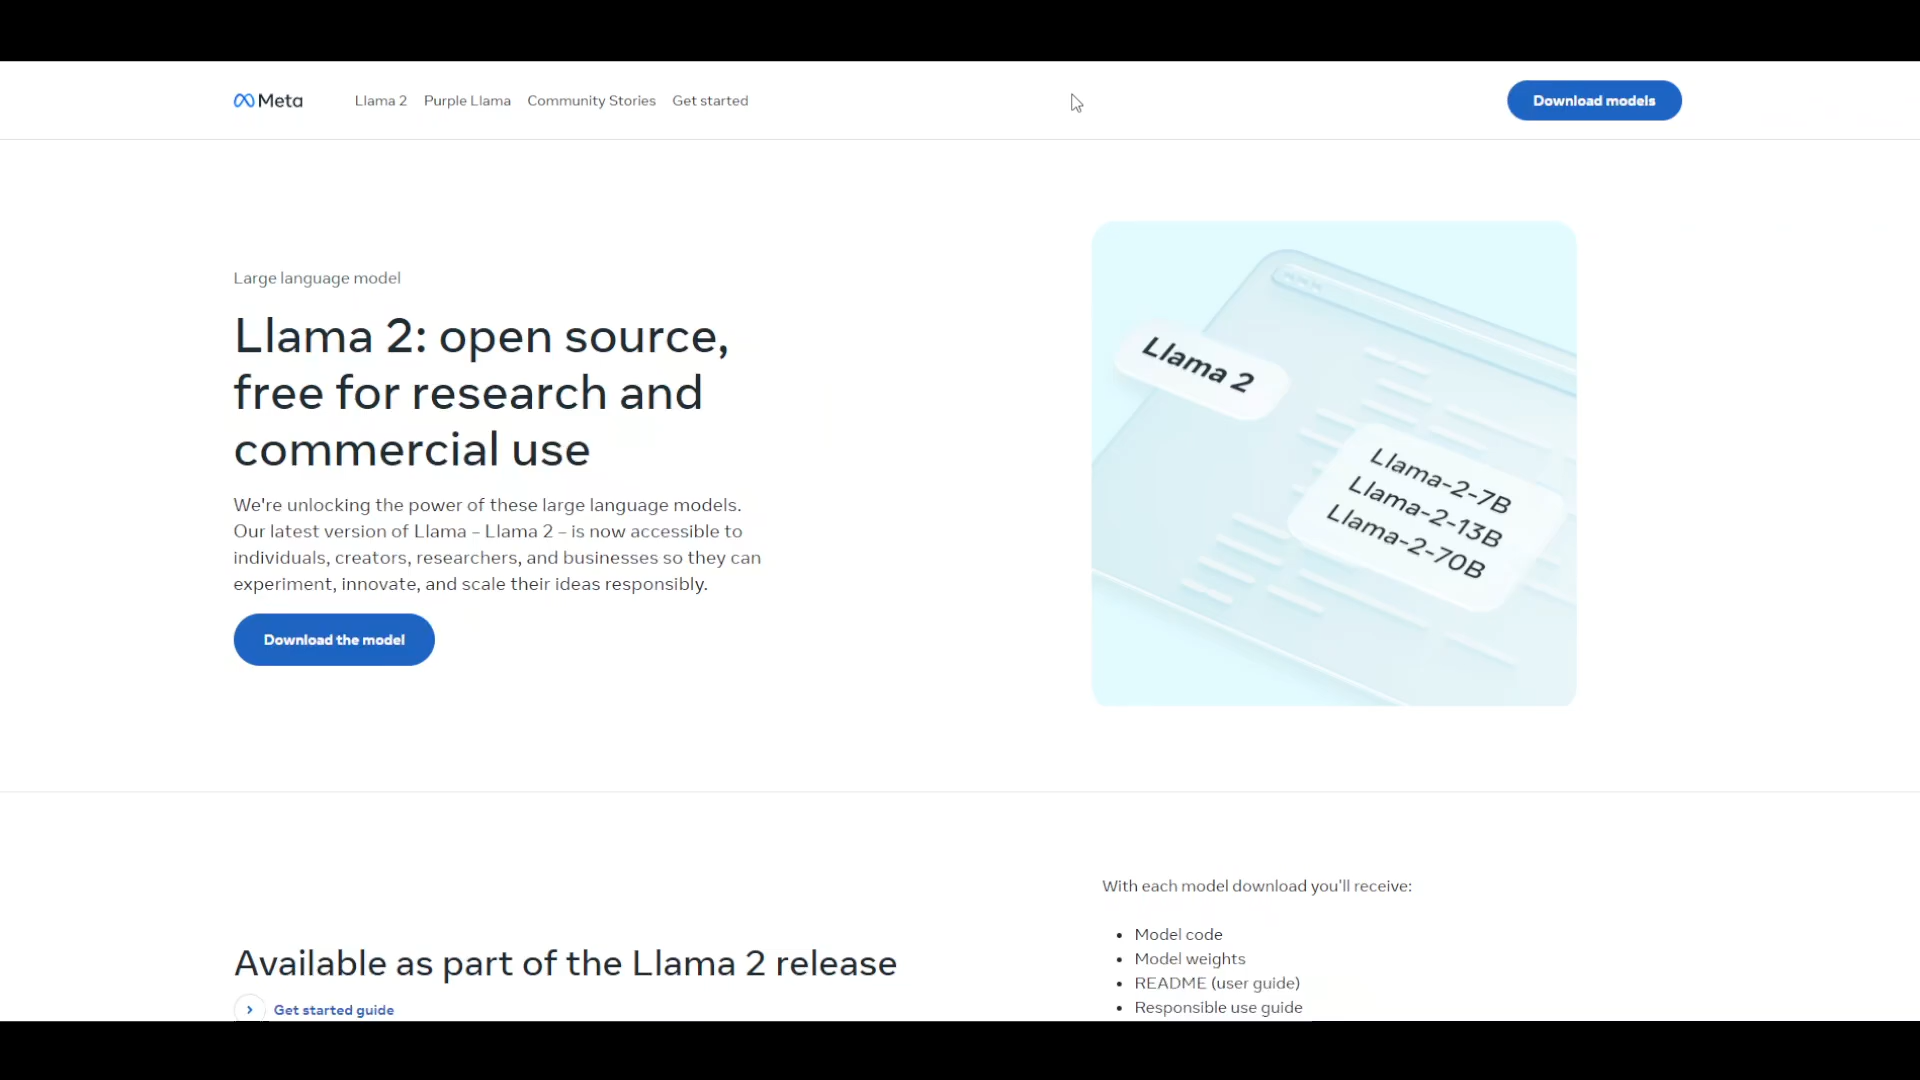 Meta
Llama 2
Purple Llama
Community Stories
Get started
Download models
Large language model
Llama 2: open source,
free for research and
commercial use
We're unlocking the power of these large language models.
Our latest version of Llama – Llama 2 – is now accessible to
individuals, creators, researchers, and businesses so they can
experiment, innovate, and scale their ideas responsibly.
Download the model
Llama 2
Llama-2-7B
Llama-2-13B
Llama-2-70B
Available as part of the Llama 2 release
Get started guide
With each model download you'll receive:
• Model code
• Model weights
• README (user guide)
• Responsible use guide